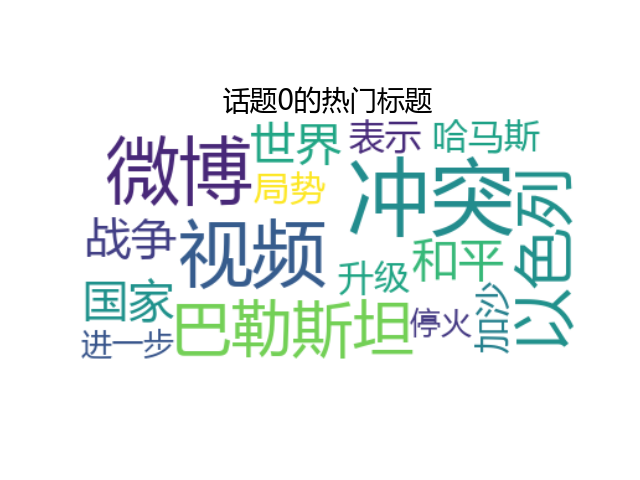 话题0的热门标题
微博
世界
表示
哈马斯
局势
冲突
以色列
战争
视频
和平
升级
国家
巴勒斯坦
停火
加沙
进一步